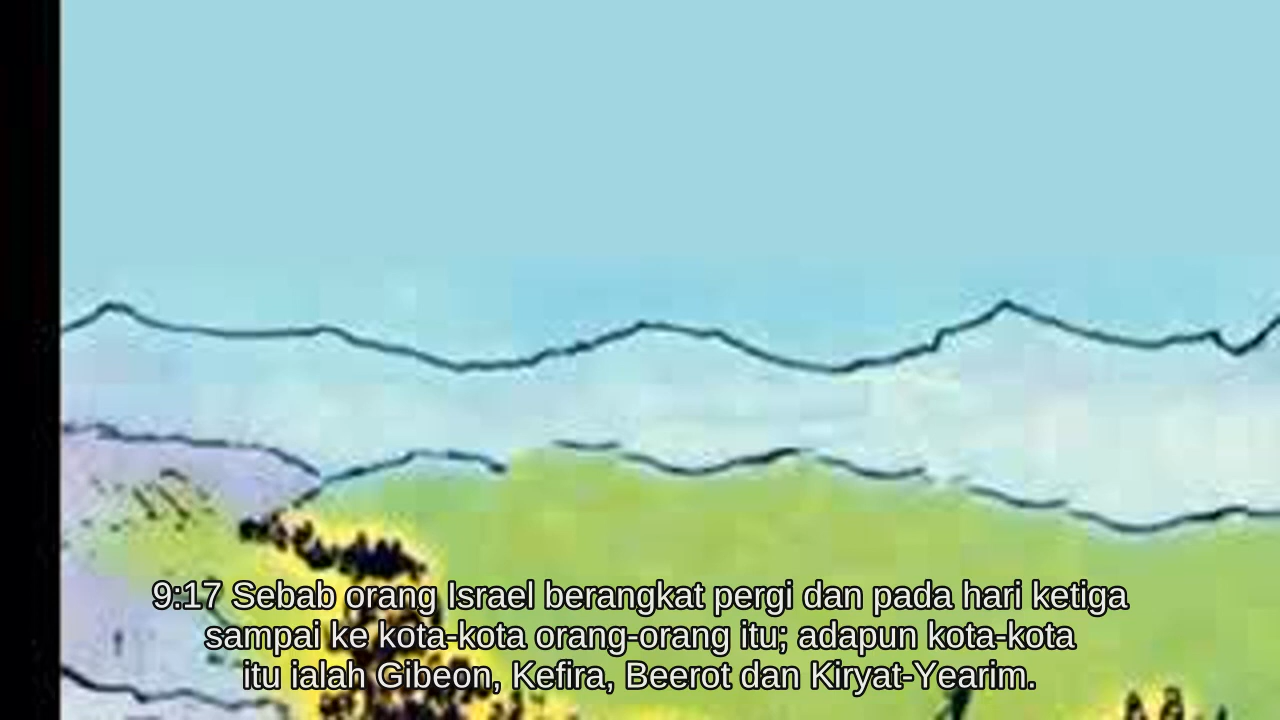 9:17 Sebab orang Israel berangkat pergi dan pada hari ketiga
sampai ke kota-kota orang-orang itu; adapun kota-kota
itu ialah Gibeon, Kefira, Beerot dan Kiryat-Yearim.